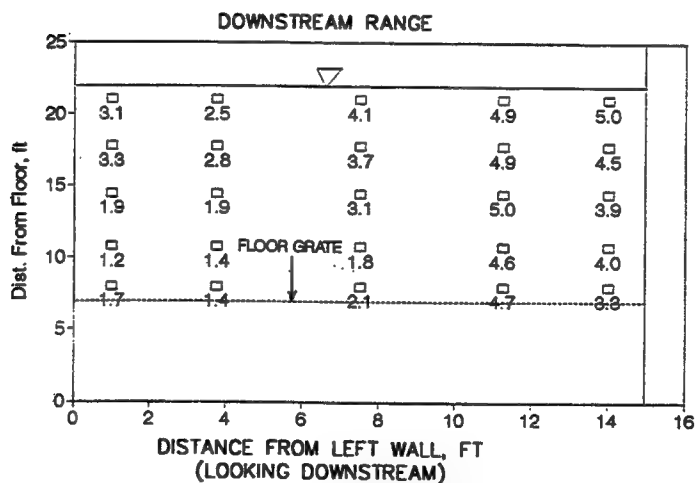 DOWNSTREAM RANGE
25
20
15
10
5
0
Dist. From Floor, ft
3.1 2.5 4.1 4.9 5.0
3.3 2.8 3.7 4.9 4.5
1.9 1.9 3.1 5.0 3.9
FLOOR GRATE
1.2 1.4 1.8 4.6 4.0
1.7 1.4 2.1 4.7 3.3
0 2 4 6 8 10 12 14 16
DISTANCE FROM LEFT WALL, FT
(LOOKING DOWNSTREAM)